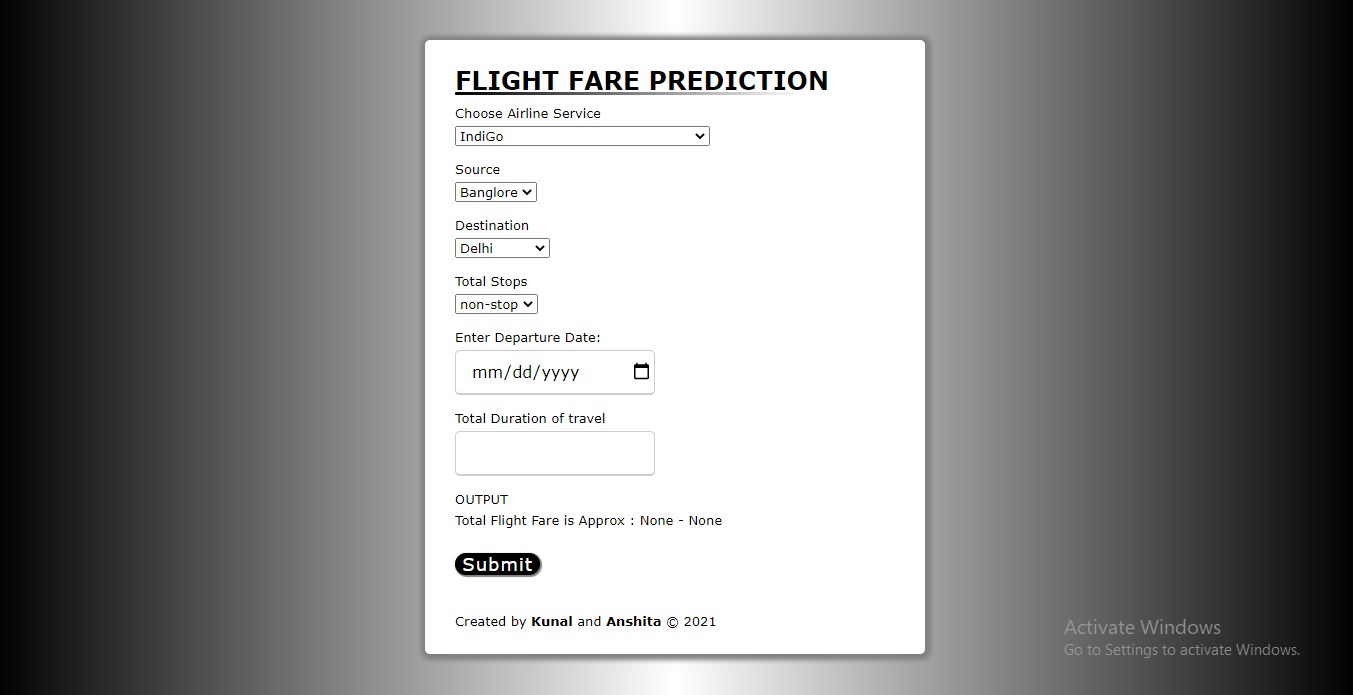 FLIGHT FARE PREDICTION
Choose Airline Service
IndiGo
Source
Banglore
Destination
Delhi
Total Stops
non-stop
Enter Departure Date:
mm/dd/yyyy
Total Duration of travel
OUTPUT
Total Flight Fare is Approx : None - None
Submit
Created by Kunal and Anshita © 2021
Activate Windows
Go to Settings to activate Windows.